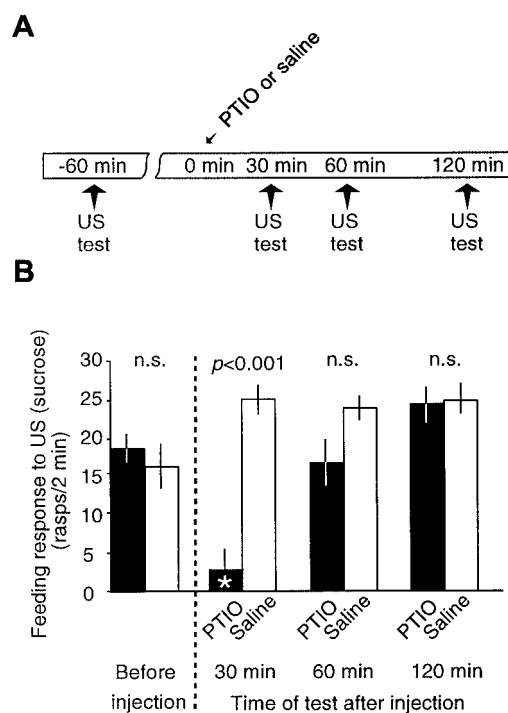 A
PTIO or saline
-60 min 0 min 30 min 60 min 120 min
US test US test US test US test
B
Feeding response to US (sucrose)
(rasps/2 min)
30
25
20
15
10
5
0
n.s. p<0.001 n.s. n.s.
*
PTIO Saline PTIO Saline PTIO Saline
Before injection
30 min 60 min 120 min
Time of test after injection